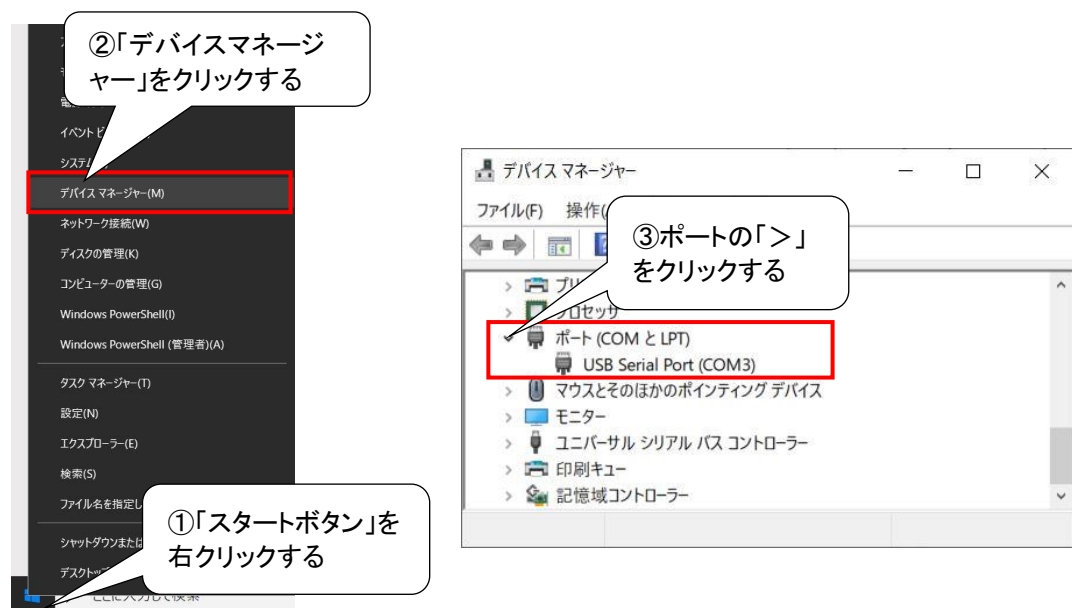 ②「デバイスマネージ
ャー」をクリックする
イベント ビ
システム
デバイス マネージャー(M)
ネットワーク接続(W)
ディスクの管理(K)
コンピューターの管理(G)
Windows PowerShell(I)
Windows PowerShell (管理者)(A)
タスク マネージャー(T)
設定(N)
エクスプローラー(E)
検索(S)
ファイル名を指定し
シャットダウンまたは
デスクトップ
①「スタートボタン」を
右クリックする
ここに入力して検索
デバイス マネージャー
ファイル(F) 操作(
③ポートの「>」
をクリックする
プリ
プロセッサ
ポート (COM と LPT)
USB Serial Port (COM3)
マウスとそのほかのポインティング デバイス
モニター
ユニバーサル シリアル バス コントローラー
印刷キュー
記憶域コントローラー